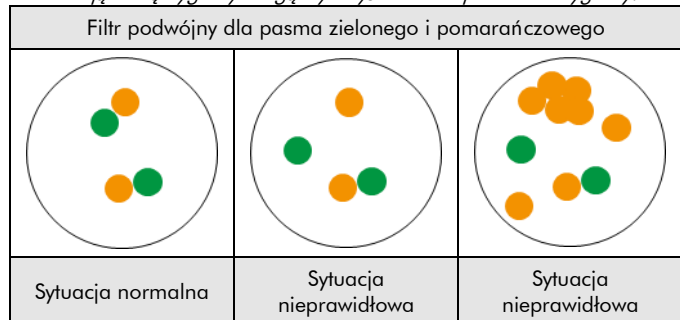 Filtr podwójny dla pasma zielonego i pomarańczowego
Sytuacja normalna
Sytuacja
nieprawidłowa
Sytuacja
nieprawidłowa